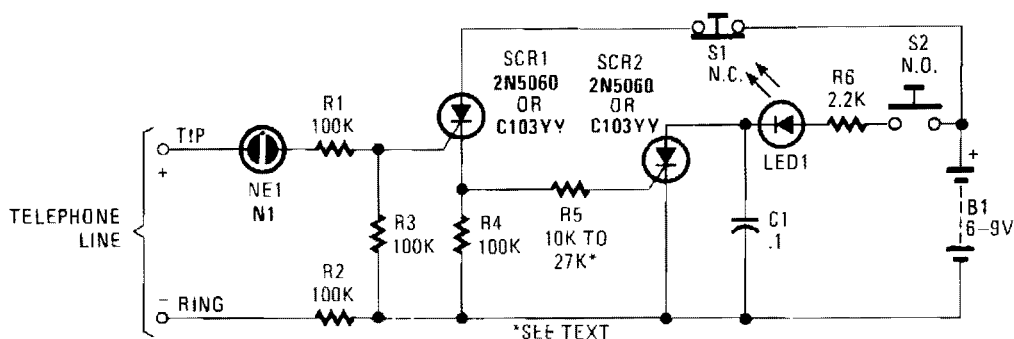 TELEPHONE
LINE
TIP
+
NE1
N1
R1
100K
R3
100K
– RING
R2
100K
SCR1
2N5060
OR
C103YY
R4
100K
R5
10K TO
27K*
*SEE TEXT
SCR2
2N5060
OR
C103YY
S1
N.C.
LED1
R6
2.2K
S2
N.O.
C1
.1
+
B1
6–9V